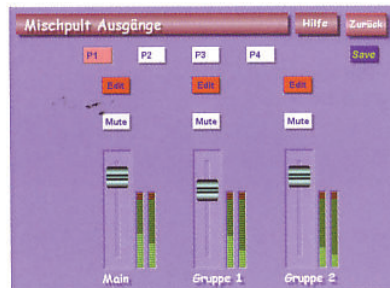 Mischpult Ausgänge Hilfe Zurück
P1 P2 P3 P4 Save
Edit Edit Edit
Mute Mute Mute
Main Gruppe 1 Gruppe 2